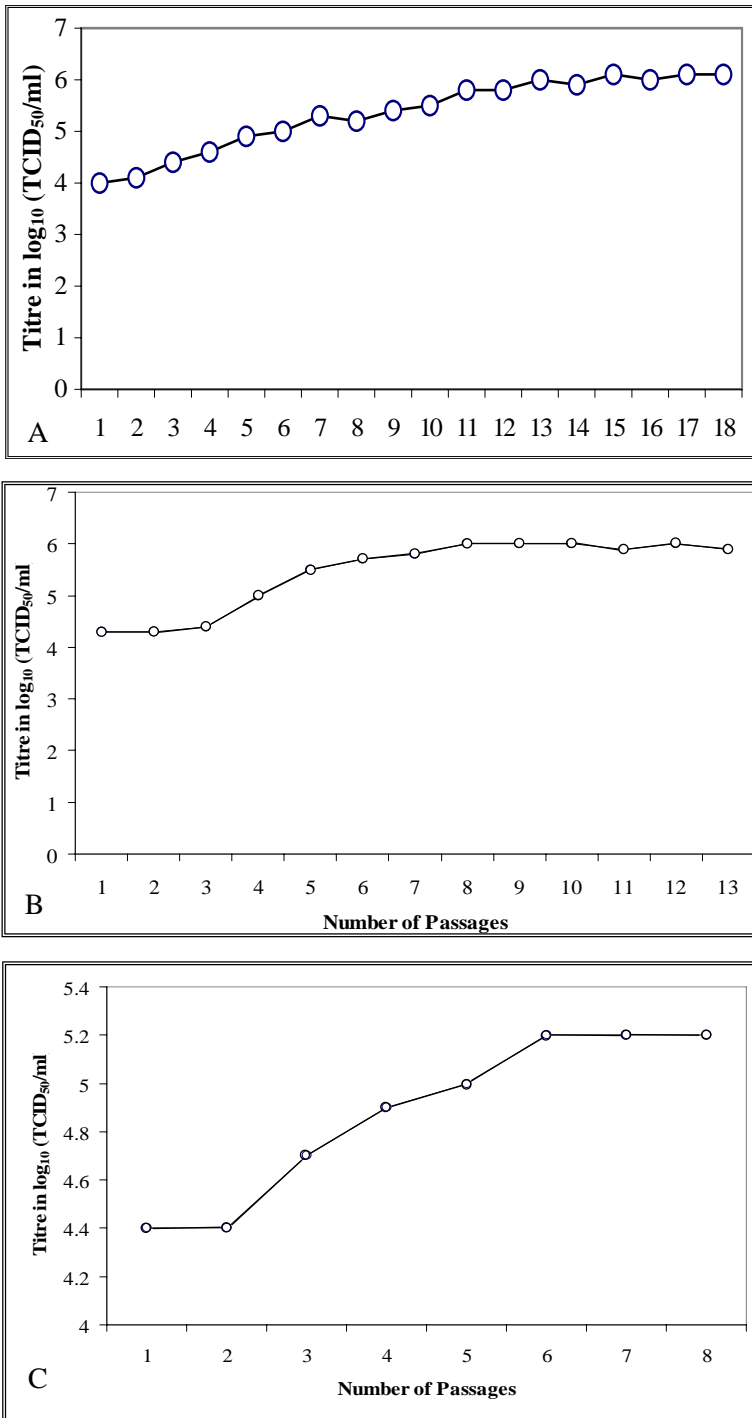 Titre in log₁₀ (TCID₅₀/ml)
7
6
5
4
3
2
1
0
1 2 3 4 5 6 7 8 9 10 11 12 13 14 15 16 17 18
A
Titre in log₁₀ (TCID₅₀/ml
7
6
5
4
3
2
1
0
1 2 3 4 5 6 7 8 9 10 11 12 13
Number of Passages
B
Titre in log₁₀ (TCID₅₀/ml
5.4
5.2
5
4.8
4.6
4.4
4.2
4
1 2 3 4 5 6 7 8
Number of Passages
C